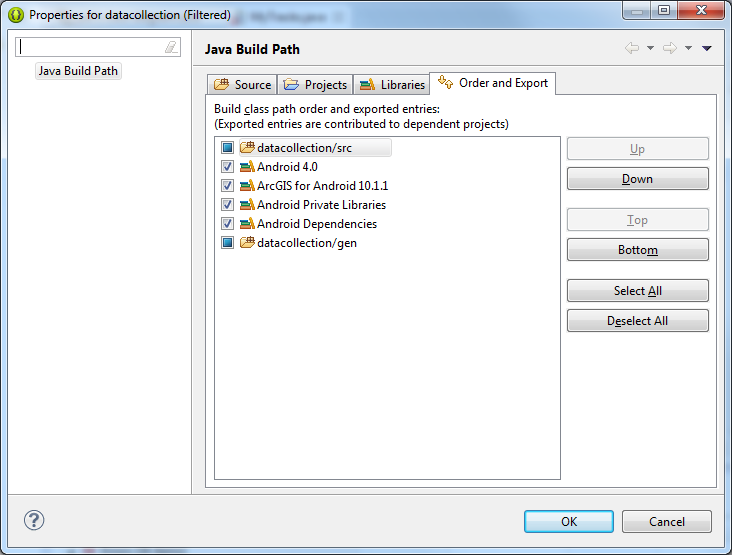 Properties for datacollection (Filtered)
Java Build Path
Java Build Path
Source
Projects
Libraries
Order and Export
Build class path order and exported entries:
(Exported entries are contributed to dependent projects)
datacollection/src
Android 4.0
ArcGIS for Android 10.1.1
Android Private Libraries
Android Dependencies
datacollection/gen
Up
Down
Top
Bottom
Select All
Deselect All
OK
Cancel